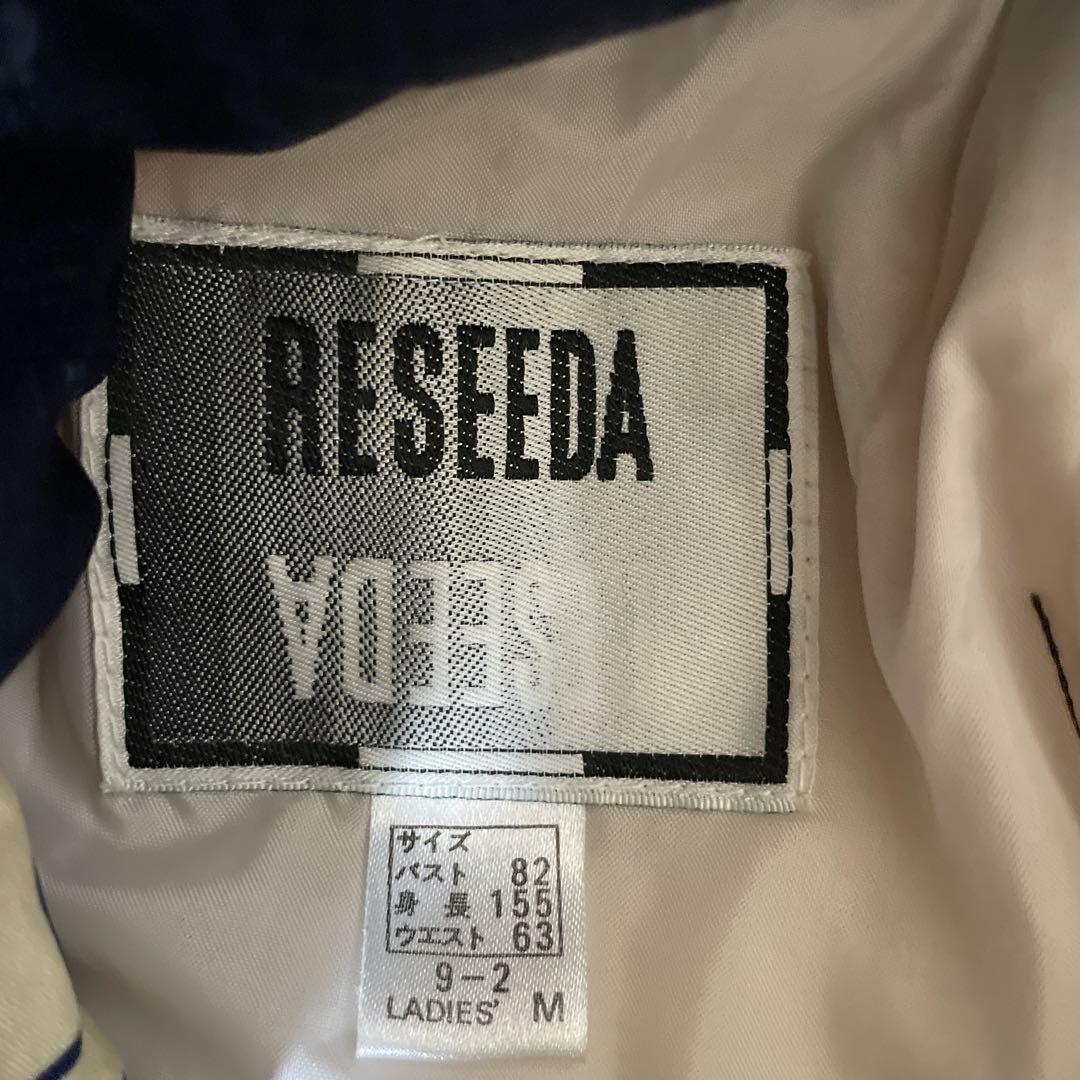 RESEEDA
RESEEDA
サイズ
バスト 82
身長 155
ウエスト 63
9-2
LADIES' M